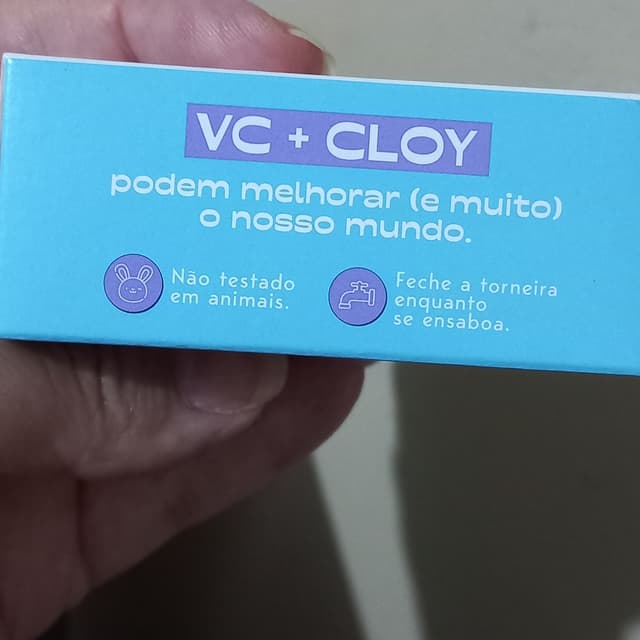 VC + CLOY
podem melhorar (e muito)
o nosso mundo.
Não testado
em animais.
Feche a torneira
enquanto
se ensaboa.